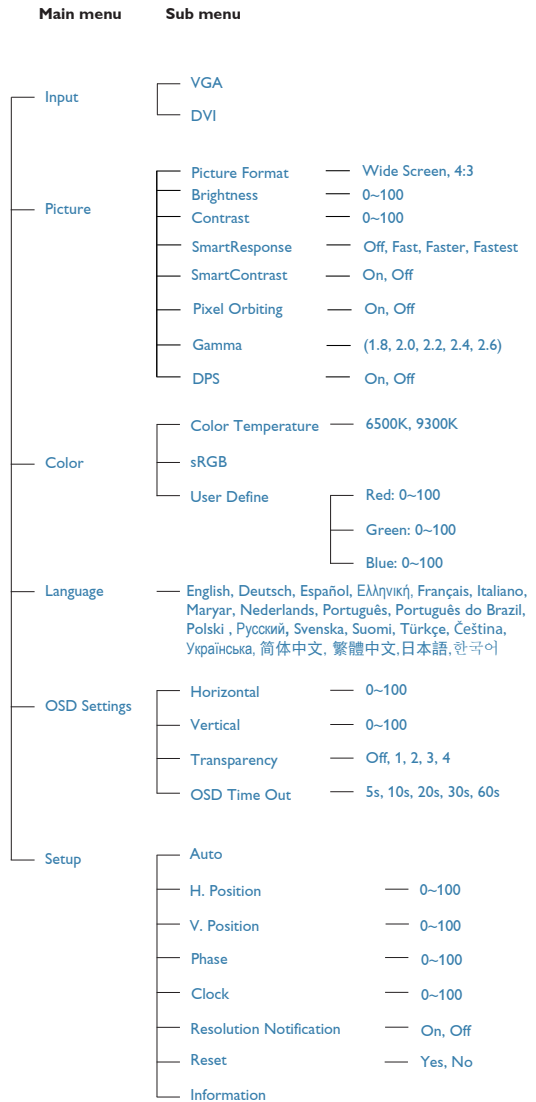 Main menu Sub menu
Input
VGA
DVI
Picture
Picture Format Wide Screen, 4:3
Brightness 0~100
Contrast 0~100
SmartResponse Off, Fast, Faster, Fastest
SmartContrast On, Off
Pixel Orbiting On, Off
Gamma (1.8, 2.0, 2.2, 2.4, 2.6)
DPS On, Off
Color
Color Temperature 6500K, 9300K
sRGB
User Define Red: 0~100
Green: 0~100
Blue: 0~100
Language
English, Deutsch, Español, Ελληνική, Français, Italiano,
Maryar, Nederlands, Português, Português do Brazil,
Polski , Русский, Svenska, Suomi, Türkçe, Čeština,
Українська, 简体中文, 繁體中文,日本語,한국어
OSD Settings
Horizontal 0~100
Vertical 0~100
Transparency Off, 1, 2, 3, 4
OSD Time Out 5s, 10s, 20s, 30s, 60s
Setup
Auto
H. Position 0~100
V. Position 0~100
Phase 0~100
Clock 0~100
Resolution Notification On, Off
Reset Yes, No
Information